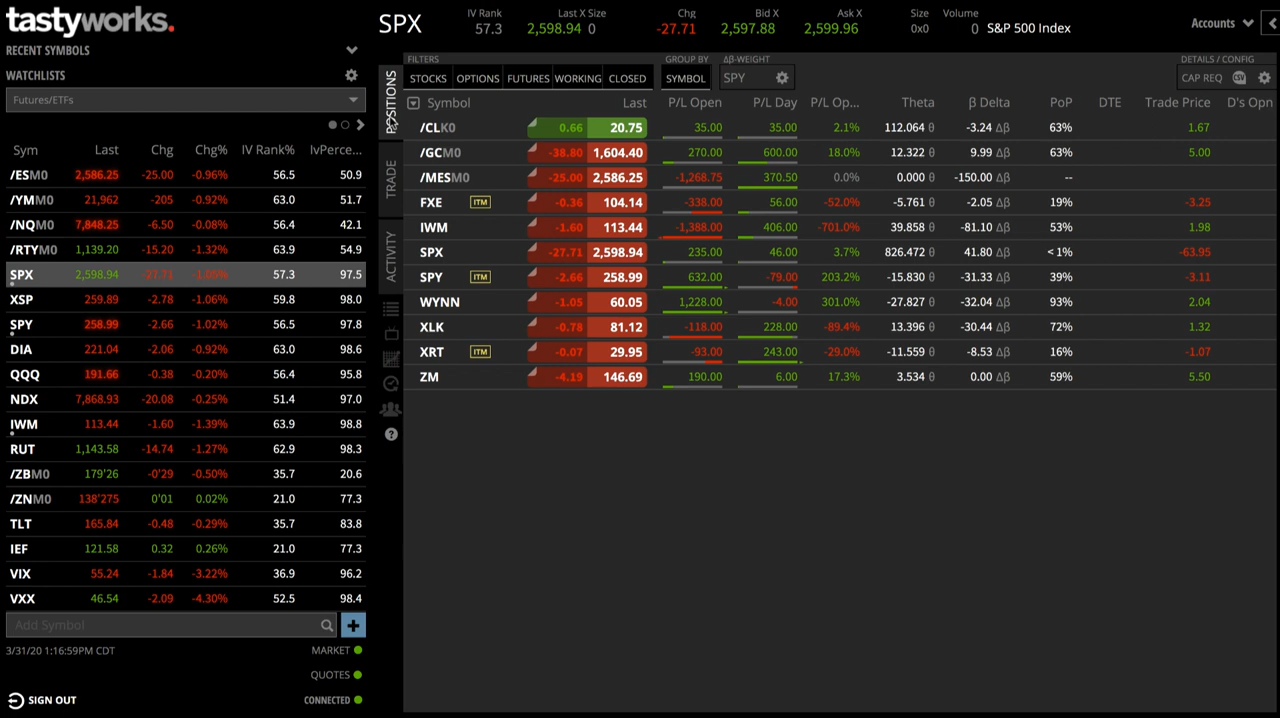 tastyworks.
RECENT SYMBOLS
WATCHLISTS
Futures/ETFs
Sym Last Chg Chg% IV Rank% IvPerce...
/ESM0 2,586.25 -25.00 -0.96% 56.5 50.9
/YMM0 21,962 -205 -0.92% 63.0 51.7
/NQM0 7,848.25 -6.50 -0.08% 56.4 42.1
/RTYM0 1,139.20 -15.20 -1.32% 63.9 54.9
SPX 2,598.94 -27.71 -1.06% 57.3 97.5
XSP 259.89 -2.78 -1.06% 59.8 98.0
SPY 258.99 -2.66 -1.02% 56.5 97.8
DIA 221.04 -2.06 -0.92% 63.0 98.6
QQQ 191.66 -0.38 -0.20% 56.4 95.8
NDX 7,868.93 -20.08 -0.25% 51.4 97.0
IWM 113.44 -1.60 -1.39% 63.9 98.8
RUT 1,143.58 -14.74 -1.27% 62.9 98.3
/ZBM0 179'26 -0'29 -0.50% 35.7 20.6
/ZNM0 138'275 0'01 0.02% 21.0 77.3
TLT 165.84 -0.48 -0.29% 35.7 83.8
IEF 121.58 0.32 0.26% 21.0 77.3
VIX 55.24 -1.84 -3.22% 36.9 96.2
VXX 46.54 -2.09 -4.30% 52.5 98.4
Add Symbol
3/31/20 1:16:59PM CDT MARKET
QUOTES
SIGN OUT CONNECTED
SPX
IV Rank Last X Size Chg Bid X Ask X Size Volume
57.3 2,598.94 0 -27.71 2,597.88 2,599.96 0x0 0 S&P 500 Index
Accounts
POSITIONS
TRADE
ACTIVITY
FILTERS GROUP BY Δβ-WEIGHT DETAILS / CONFIG
STOCKS OPTIONS FUTURES WORKING CLOSED SYMBOL SPY CAP REQ CSV
Symbol Last P/L Open P/L Day P/L Op... Theta β Delta PoP DTE Trade Price D's Opn
/CLK0 0.66 20.75 35.00 35.00 2.1% 112.064 θ -3.24 Δβ 63% 1.67
/GCM0 -38.80 1,604.40 270.00 600.00 18.0% 12.322 θ 9.99 Δβ 63% 5.00
/MESM0 -25.00 2,586.25 -1,268.75 370.50 0.0% 0.000 θ -150.00 Δβ --
FXE ITM -0.36 104.14 -338.00 56.00 -52.0% -5.761 θ -2.05 Δβ 19% -3.25
IWM -1.60 113.44 -1,388.00 406.00 -701.0% 39.858 θ -81.10 Δβ 53% 1.98
SPX -27.71 2,598.94 235.00 46.00 3.7% 826.472 θ 41.80 Δβ < 1% -63.95
SPY ITM -2.66 258.99 632.00 -79.00 203.2% -15.830 θ -31.33 Δβ 39% -3.11
WYNN -1.05 60.05 1,228.00 -4.00 301.0% -27.827 θ -32.04 Δβ 93% 2.04
XLK -0.78 81.12 -118.00 228.00 -89.4% 13.396 θ -30.44 Δβ 72% 1.32
XRT ITM -0.07 29.95 -93.00 243.00 -29.0% -11.559 θ -8.53 Δβ 16% -1.07
ZM -4.19 146.69 190.00 6.00 17.3% 3.534 θ 0.00 Δβ 59% 5.50